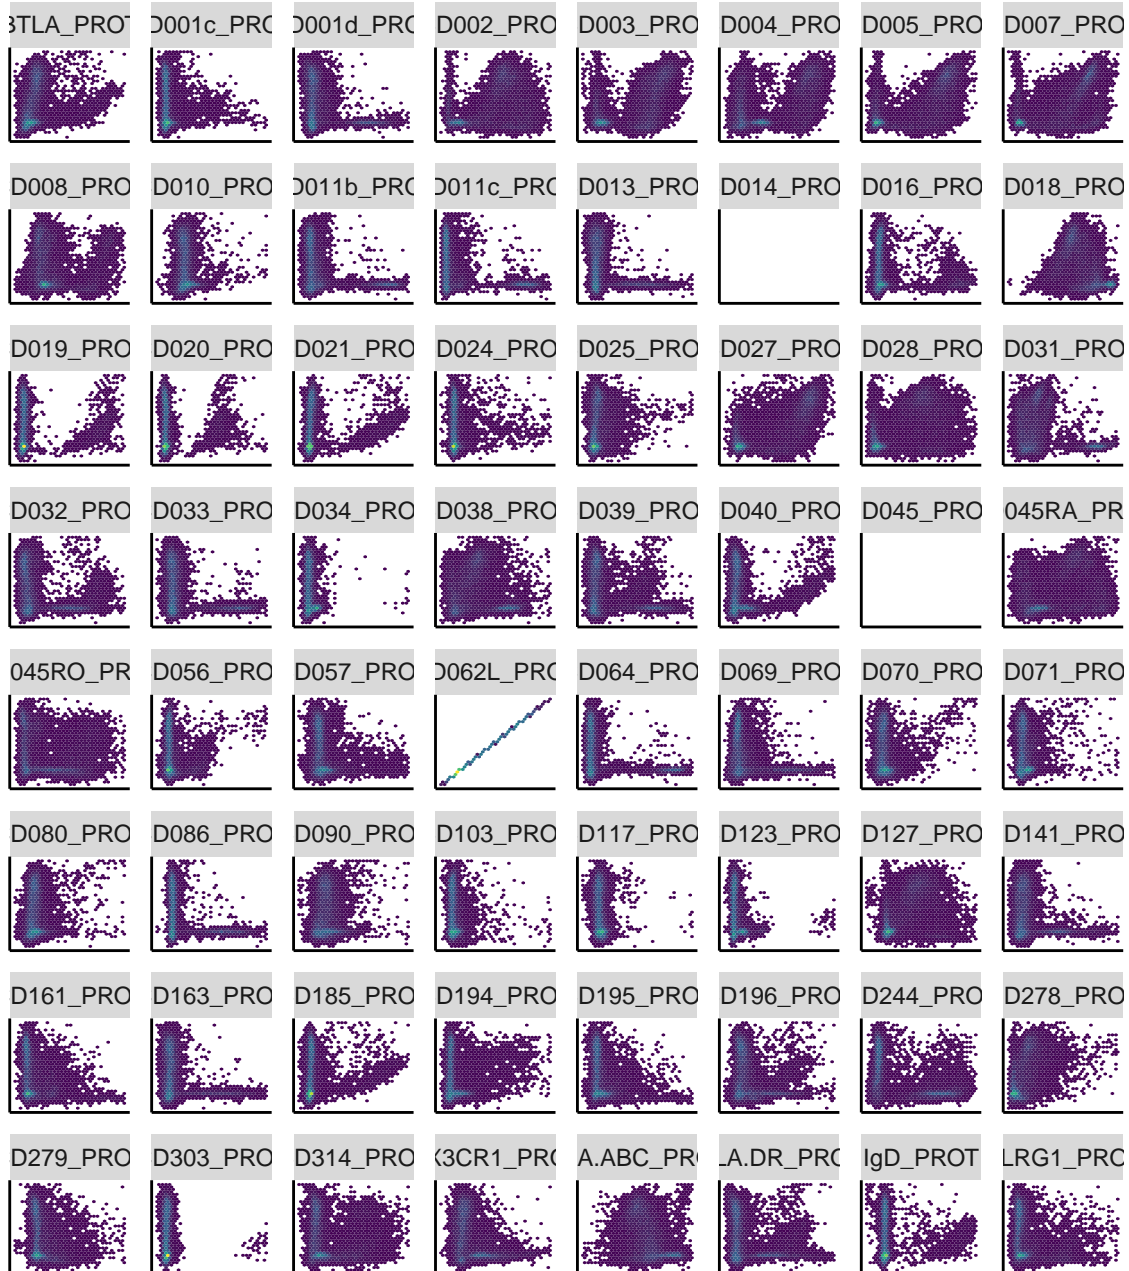 BTLA_PROT D001c_PRO D001d_PRO D002_PRO D003_PRO D004_PRO D005_PRO D007_PRO
D008_PRO D010_PRO D011b_PRO D011c_PRO D013_PRO D014_PRO D016_PRO D018_PRO
D019_PRO D020_PRO D021_PRO D024_PRO D025_PRO D027_PRO D028_PRO D031_PRO
D032_PRO D033_PRO D034_PRO D038_PRO D039_PRO D040_PRO D045_PRO 045RA_PR
045RO_PR D056_PRO D057_PRO D062L_PRO D064_PRO D069_PRO D070_PRO D071_PRO
D080_PRO D086_PRO D090_PRO D103_PRO D117_PRO D123_PRO D127_PRO D141_PRO
D161_PRO D163_PRO D185_PRO D194_PRO D195_PRO D196_PRO D244_PRO D278_PRO
D279_PRO D303_PRO D314_PRO X3CR1_PRO A.ABC_PRO LA.DR_PRO IgD_PROT LRG1_PRO